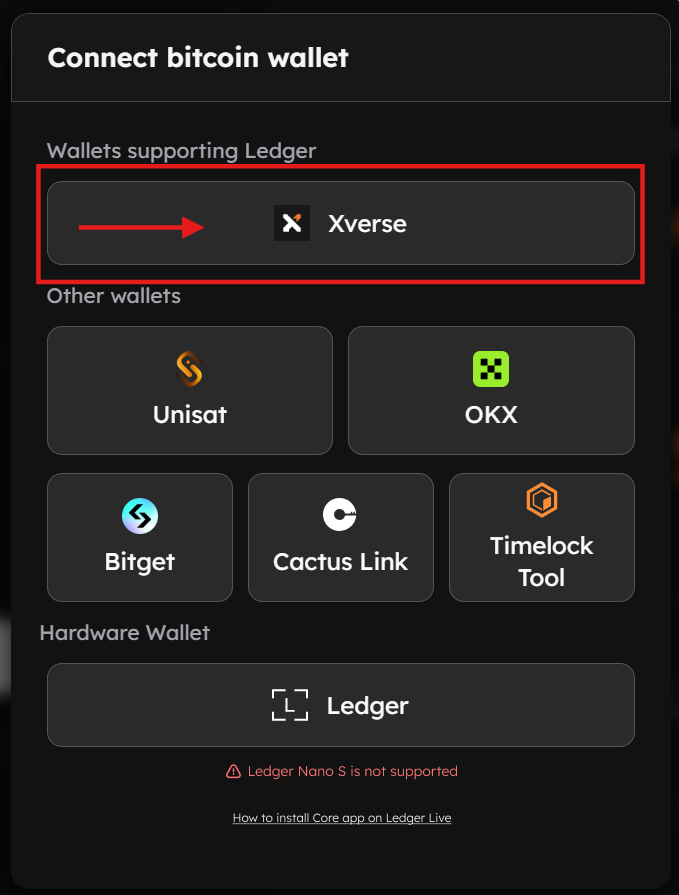 Connect bitcoin wallet
Wallets supporting Ledger
Xverse
Other wallets
Unisat
OKX
Bitget
Cactus Link
Timelock
Tool
Hardware Wallet
L
Ledger
Ledger Nano S is not supported
How to install Core app on Ledger Live